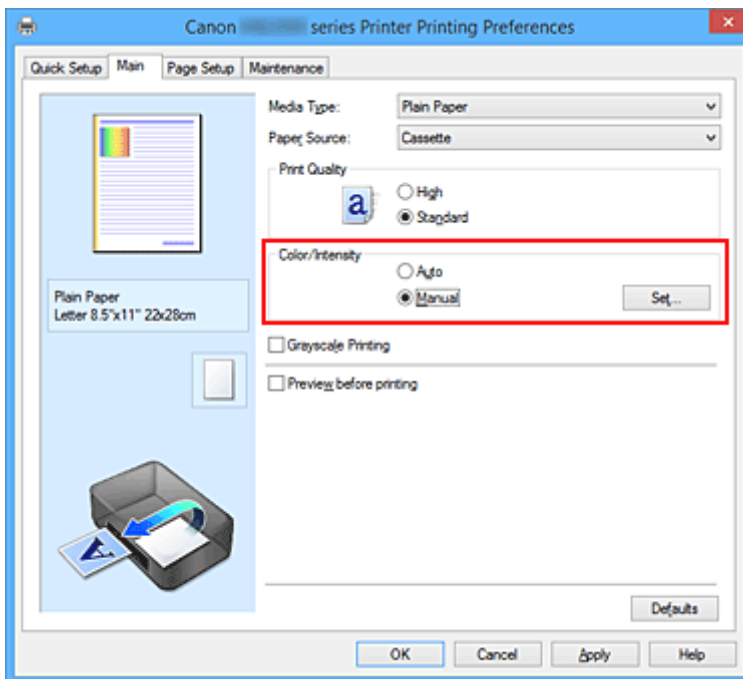 Canon series Printer Printing Preferences
Quick Setup Main Page Setup Maintenance
Media Type: Plain Paper
Paper Source: Cassette
Print Quality
a
High
Standard
Color/Intensity
Auto
Manual Set...
Plain Paper
Letter 8.5"x11" 22x28cm
Grayscale Printing
Preview before printing
A
Defaults
OK Cancel Apply Help